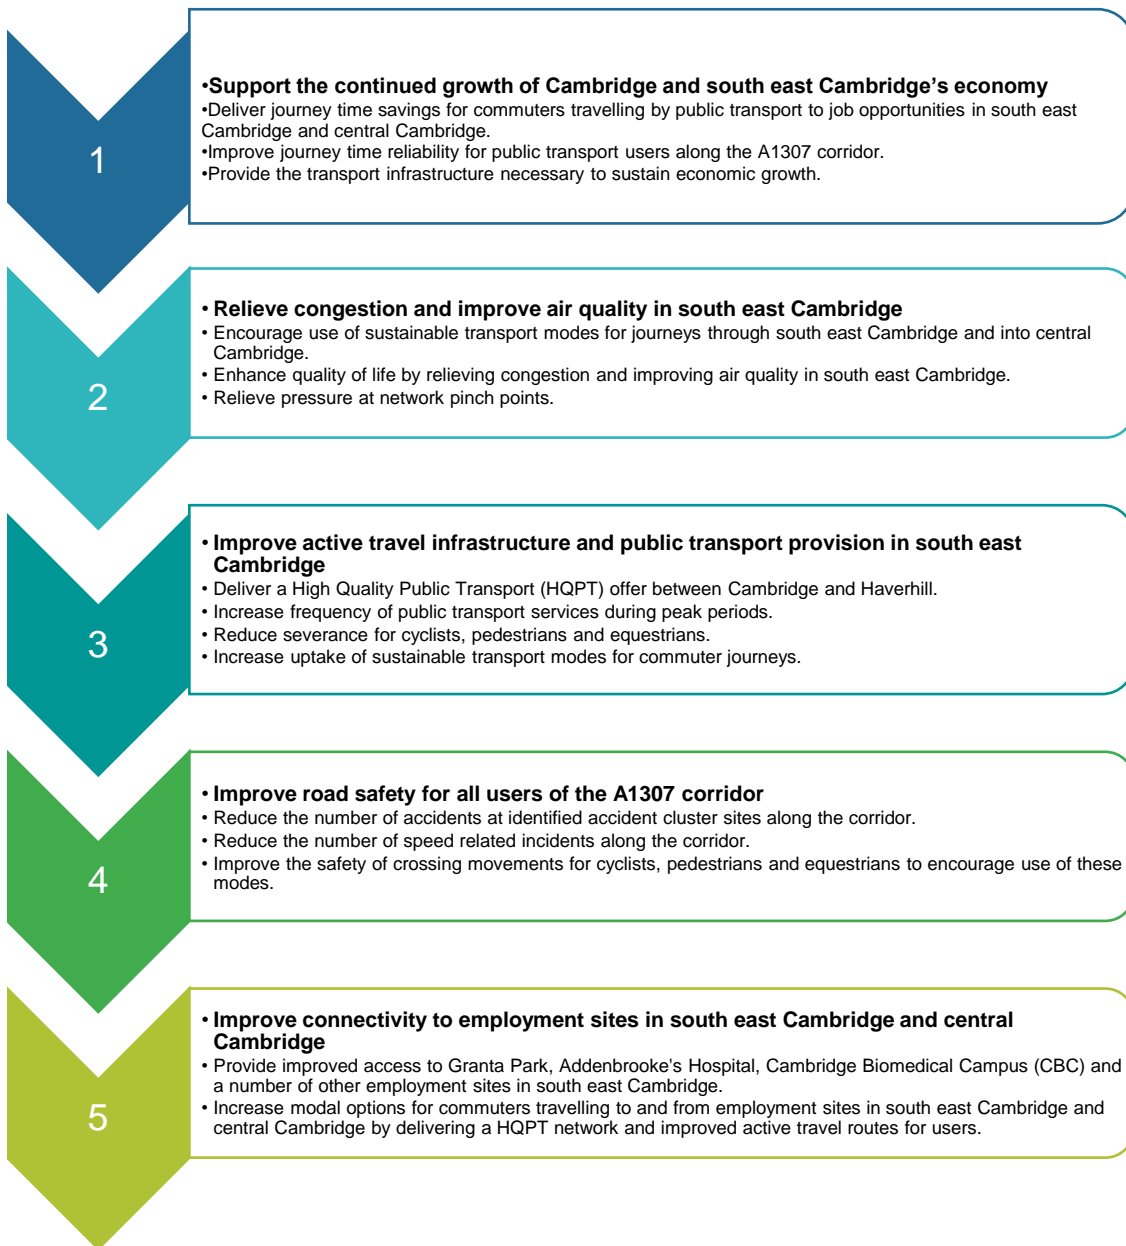 1
•Support the continued growth of Cambridge and south east Cambridge's economy
•Deliver journey time savings for commuters travelling by public transport to job opportunities in south east
Cambridge and central Cambridge.
•Improve journey time reliability for public transport users along the A1307 corridor.
•Provide the transport infrastructure necessary to sustain economic growth.
2
• Relieve congestion and improve air quality in south east Cambridge
• Encourage use of sustainable transport modes for journeys through south east Cambridge and into central
Cambridge.
• Enhance quality of life by relieving congestion and improving air quality in south east Cambridge.
• Relieve pressure at network pinch points.
3
• Improve active travel infrastructure and public transport provision in south east
Cambridge
• Deliver a High Quality Public Transport (HQPT) offer between Cambridge and Haverhill.
• Increase frequency of public transport services during peak periods.
• Reduce severance for cyclists, pedestrians and equestrians.
• Increase uptake of sustainable transport modes for commuter journeys.
4
• Improve road safety for all users of the A1307 corridor
• Reduce the number of accidents at identified accident cluster sites along the corridor.
• Reduce the number of speed related incidents along the corridor.
• Improve the safety of crossing movements for cyclists, pedestrians and equestrians to encourage use of these
modes.
5
• Improve connectivity to employment sites in south east Cambridge and central
Cambridge
• Provide improved access to Granta Park, Addenbrooke's Hospital, Cambridge Biomedical Campus (CBC) and
a number of other employment sites in south east Cambridge.
• Increase modal options for commuters travelling to and from employment sites in south east Cambridge and
central Cambridge by delivering a HQPT network and improved active travel routes for users.